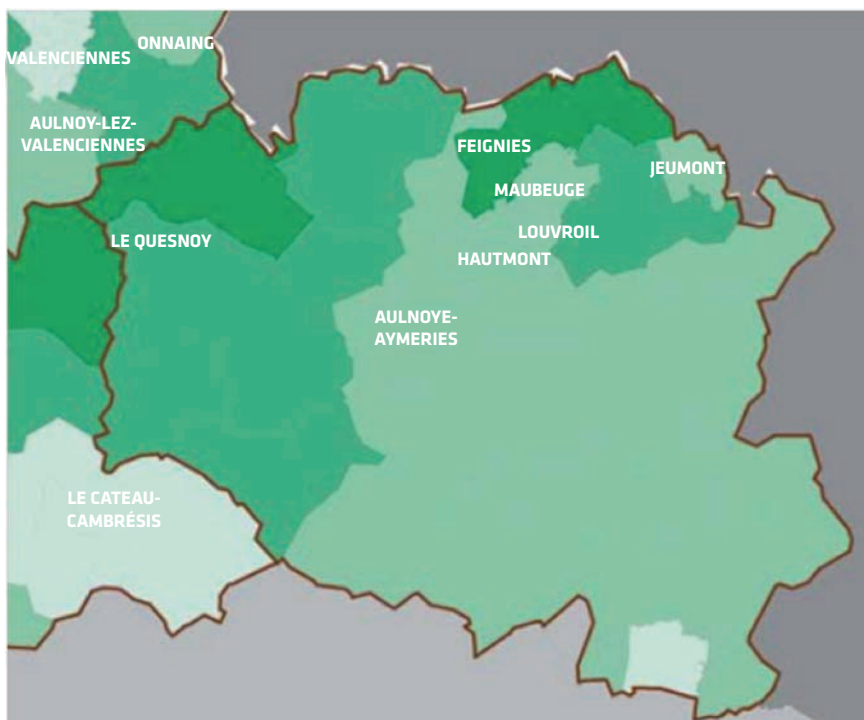 ONNAING
VALENCIENNES
AULNOY-LEZ-
VALENCIENNES
FEIGNIES
JEUMONT
MAUBEUGE
LOUVROIL
LE QUESNOY
HAUTMONT
AULNOYE-
AYMERIES
LE CATEAU-
CAMBRÉSIS